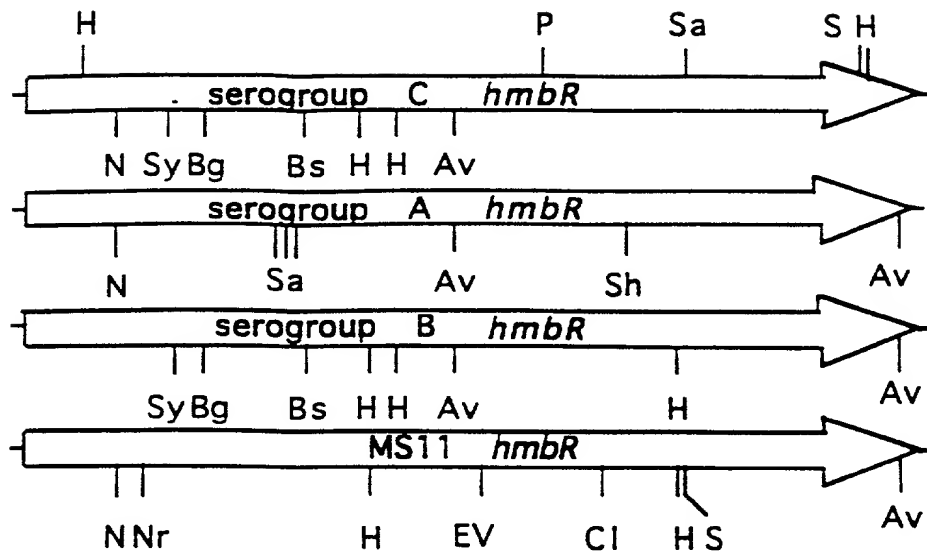 H P Sa S H
serogroup C hmbR
N Sy Bg Bs H H Av
serogroup A hmbR
N Sa Av Sh Av
serogroup B hmbR
Sy Bg Bs H H Av H Av
MS11 hmbR
N Nr H EV Cl H S Av